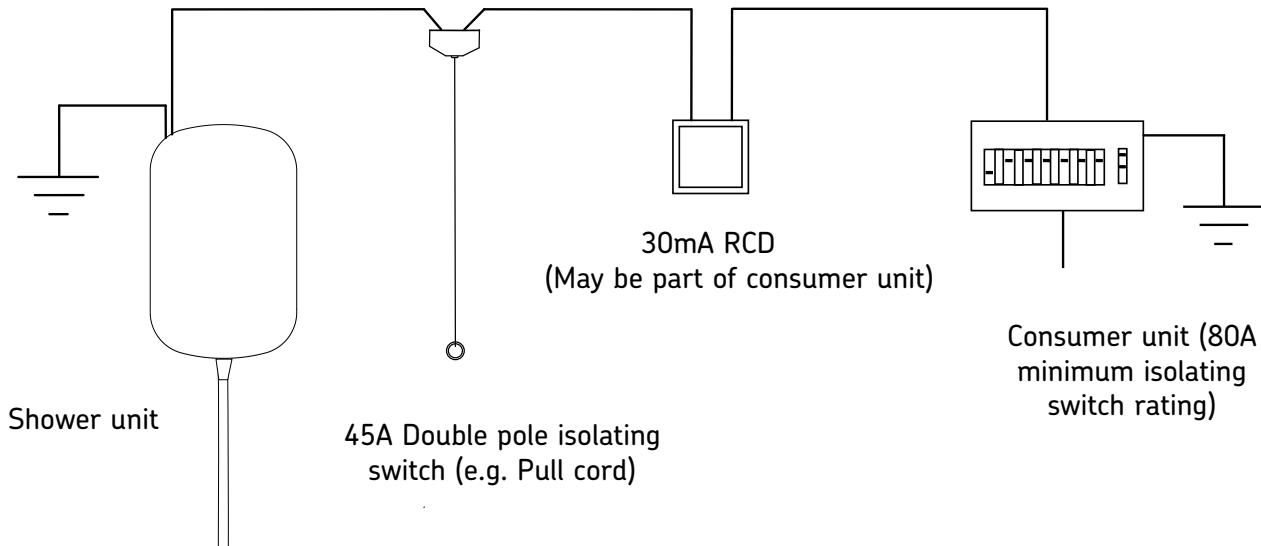 30mA RCD
(May be part of consumer unit)
Consumer unit (80A
minimum isolating
switch rating)
Shower unit
45A Double pole isolating
switch (e.g. Pull cord)